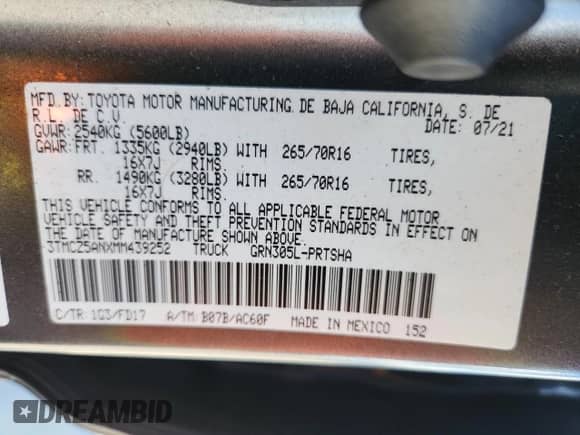 MFD. BY: TOYOTA MOTOR MANUFACTURING DE BAJA CALIFORNIA, S. DE
R.L. DE C.V. DATE: 07/21
GVWR: 2540KG (5600LB)
GAWR: FRT. 1335KG (2940LB) WITH 265/70R16 TIRES,
16X7J RIMS.
RR. 1490KG (3280LB) WITH 265/70R16 TIRES,
16X7J RIMS.
THIS VEHICLE CONFORMS TO ALL APPLICABLE FEDERAL MOTOR
VEHICLE SAFETY AND THEFT PREVENTION STANDARDS IN EFFECT ON
THE DATE OF MANUFACTURE SHOWN ABOVE.
3TMCZ5ANXMM439252 TRUCK GRN305L-PRTSHA
C/TR: 1G3/FD17 A/TM: B07B/AC60F MADE IN MEXICO 152
DREAMBID